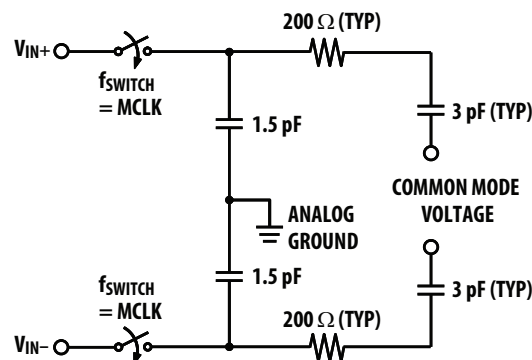 200 Ω (TYP)
VIN+
fSWITCH
= MCLK
1.5 pF
3 pF (TYP)
COMMON MODE
VOLTAGE
ANALOG
GROUND
fSWITCH
= MCLK
1.5 pF
3 pF (TYP)
200 Ω (TYP)
VIN–